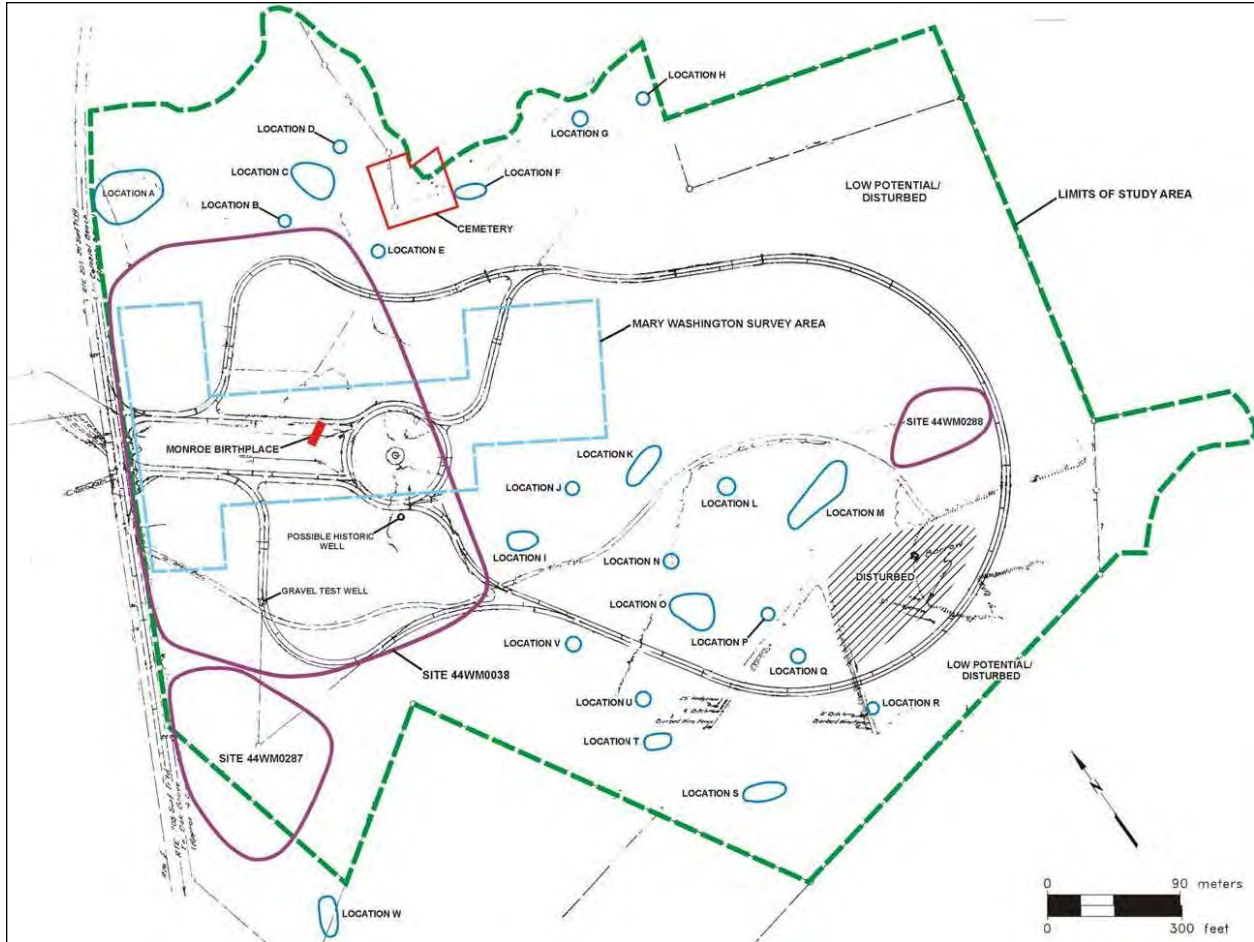 LOCATION H
LOCATION G
LOCATION D
LOCATION C
LOCATION F
LOCATION A
LOCATION B
CEMETERY
LOCATION E
LOW POTENTIAL/
DISTURBED
LIMITS OF STUDY AREA
MARY WASHINGTON SURVEY AREA
MONROE BIRTHPLACE
SITE 44WM0288
LOCATION K
LOCATION J
LOCATION L
LOCATION M
POSSIBLE HISTORIC
WELL
LOCATION I
LOCATION N
DISTURBED
GRAVEL TEST WELL
LOCATION O
LOCATION P
LOCATION V
LOCATION Q
SITE 44WM0038
LOW POTENTIAL/
DISTURBED
LOCATION U
LOCATION R
LOCATION T
SITE 44WM0287
LOCATION S
LOCATION W
N
0 90 meters
0 300 feet